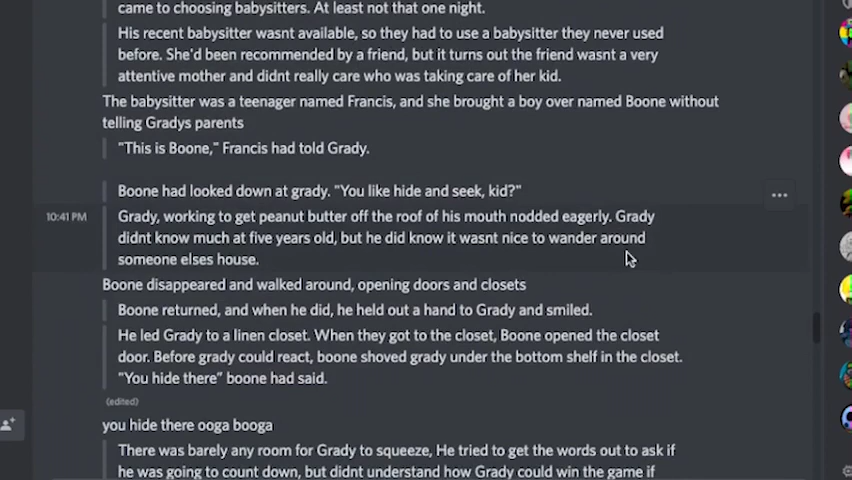 came to choosing babysitters. At least not that one night.
His recent babysitter wasnt available, so they had to use a babysitter they never used
before. She'd been recommended by a friend, but it turns out the friend wasnt a very
attentive mother and didnt really care who was taking care of her kid.
The babysitter was a teenager named Francis, and she brought a boy over named Boone without
telling Gradys parents
"This is Boone," Francis had told Grady.
Boone had looked down at grady. "You like hide and seek, kid?"
10:41 PM
Grady, working to get peanut butter off the roof of his mouth nodded eagerly. Grady
didnt know much at five years old, but he did know it wasnt nice to wander around
someone elses house.
Boone disappeared and walked around, opening doors and closets
Boone returned, and when he did, he held out a hand to Grady and smiled.
He led Grady to a linen closet. When they got to the closet, Boone opened the closet
door. Before grady could react, boone shoved grady under the bottom shelf in the closet.
"You hide there" boone had said.
(edited)
you hide there ooga booga
There was barely any room for Grady to squeeze, He tried to get the words out to ask if
he was going to count down, but didnt understand how Grady could win the game if